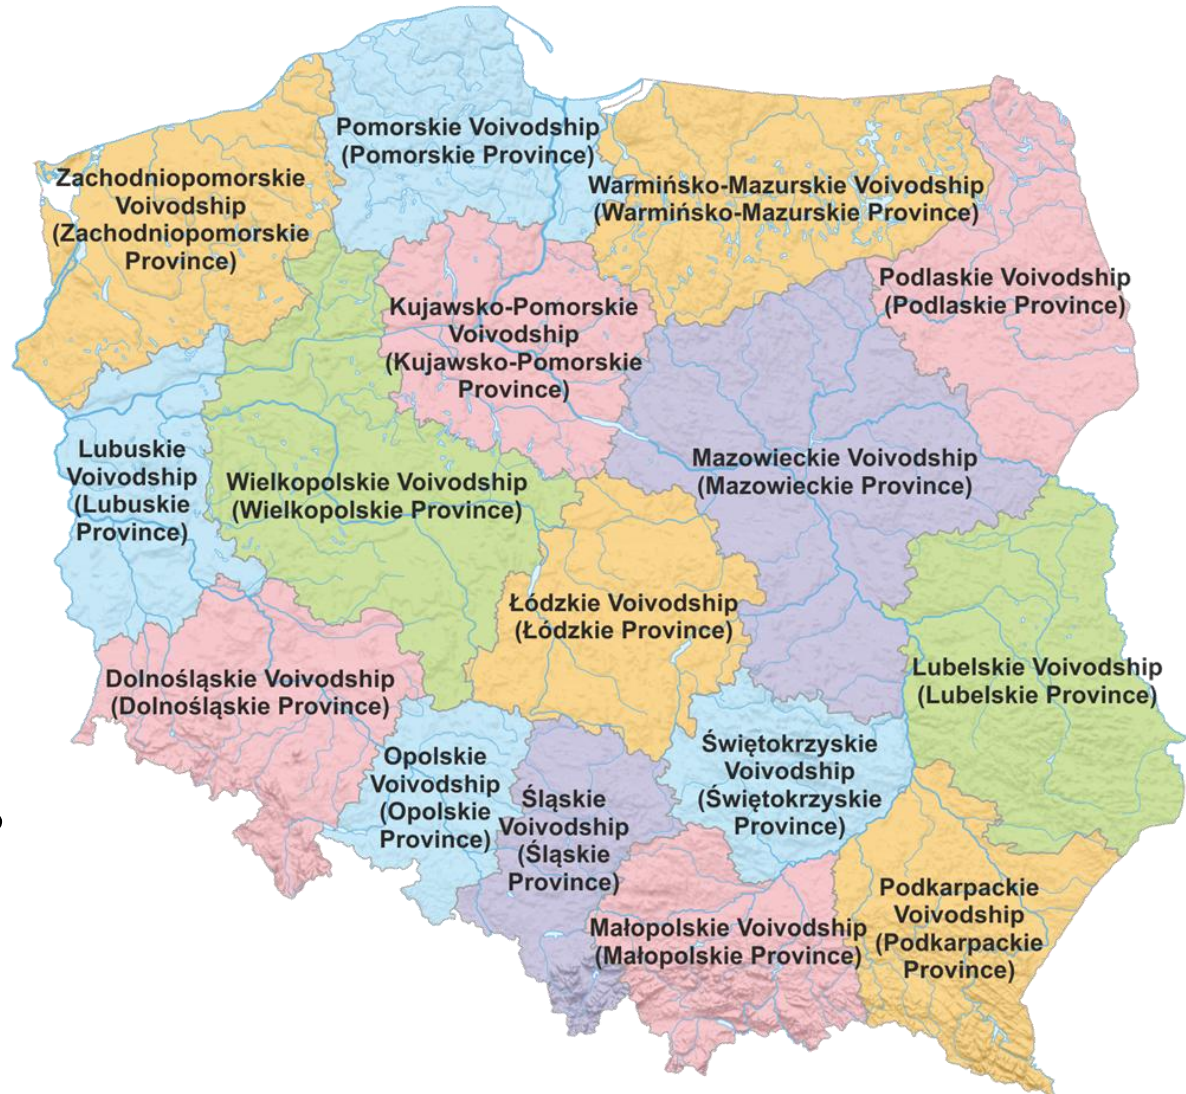 Pomorskie Voivodship
(Pomorskie Province)
Zachodniopomorskie
Voivodship
(Zachodniopomorskie
Province)
Warmińsko-Mazurskie Voivodship
(Warmińsko-Mazurskie Province)
Podlaskie Voivodship
(Podlaskie Province)
Kujawsko-Pomorskie
Voivodship
(Kujawsko-Pomorskie
Province)
Lubuskie
Voivodship
(Lubuskie
Province)
Wielkopolskie Voivodship
(Wielkopolskie Province)
Mazowieckie Voivodship
(Mazowieckie Province)
Łódzkie Voivodship
(Łódzkie Province)
Lubelskie Voivodship
(Lubelskie Province)
Dolnośląskie Voivodship
(Dolnośląskie Province)
Opolskie
Voivodship
(Opolskie
Province)
Śląskie
Voivodship
(Śląskie
Province)
Świętokrzyskie
Voivodship
(Świętokrzyskie
Province)
Małopolskie Voivodship
(Małopolskie Province)
Podkarpackie
Voivodship
(Podkarpackie
Province)